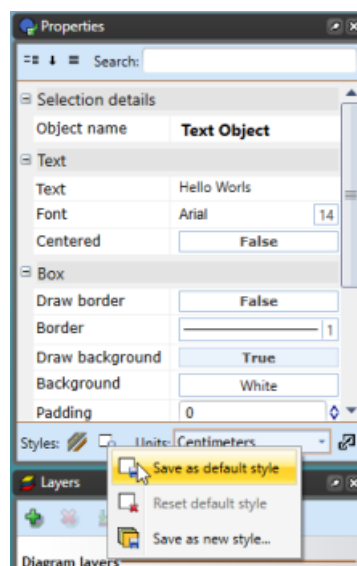 Properties
Search:
Selection details
Object name Text Object
Text
Text Hello Worls
Font Arial 14
Centered False
Box
Draw border False
Border 1
Draw background True
Background White
Padding 0
Styles: Units: Centimeters
Layers
Save as default style
Reset default style
Save as new style...
Diagram layers